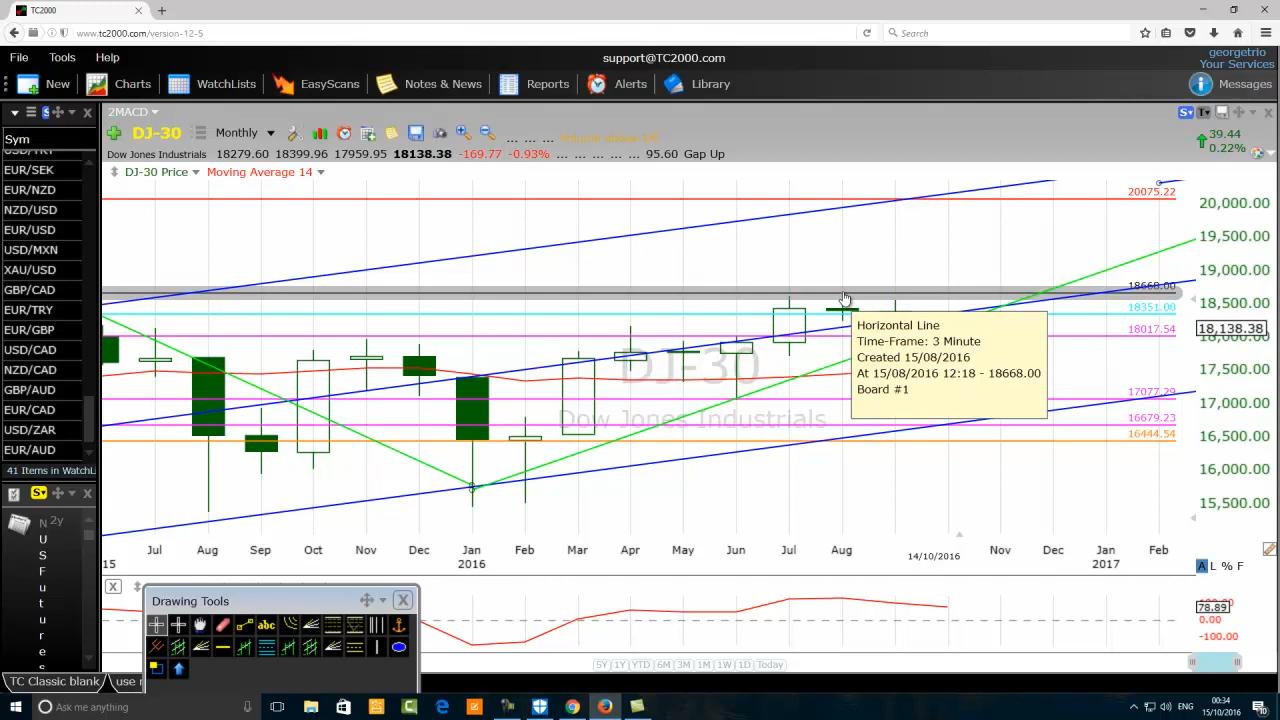 TC2000
www.tc2000.com/version-12-5
Search
File Tools Help
support@TC2000.com
georgetrio
Your Services
New Charts WatchLists EasyScans Notes & News Reports Alerts Library Messages
2MACD
DJ-30 Monthly
39.44
0.22%
Dow Jones Industrials 18279.60 18399.96 17959.95 18138.38 -169.77 -0.93% ... ... ... ... ... 95.60 Gap Up
DJ-30 Price Moving Average 14
Sym
EUR/SEK
EUR/NZD
NZD/USD
EUR/USD
USD/MXN
XAU/USD
GBP/CAD
EUR/TRY
EUR/GBP
USD/CAD
NZD/CAD
GBP/AUD
EUR/CAD
USD/ZAR
EUR/AUD
41 Items in WatchLi
20075.22
18668.00
18351.00
18017.54
17077.29
16679.23
16444.54
20,000.00
19,500.00
19,000.00
18,500.00
18,138.38
18,000.00
17,500.00
17,000.00
16,500.00
16,000.00
15,500.00
DJ-30
Dow Jones Industrials
Horizontal Line
Time-Frame: 3 Minute
Created 15/08/2016
At 15/08/2016 12:18 - 18668.00
Board #1
Jul Aug Sep Oct Nov Dec Jan Feb Mar Apr May Jun Jul Aug 14/10/2016 Nov Dec Jan Feb
15 2016 2017
A L % F
N 2y
U
S
F
u
t
u
r
e
s
Drawing Tools
abc
78.89
0.00
-100.00
5Y 1Y YTD 6M 3M 1M 1W 1D Today
TC Classic blank
use
Ask me anything
ENG
00:34
15/10/2016